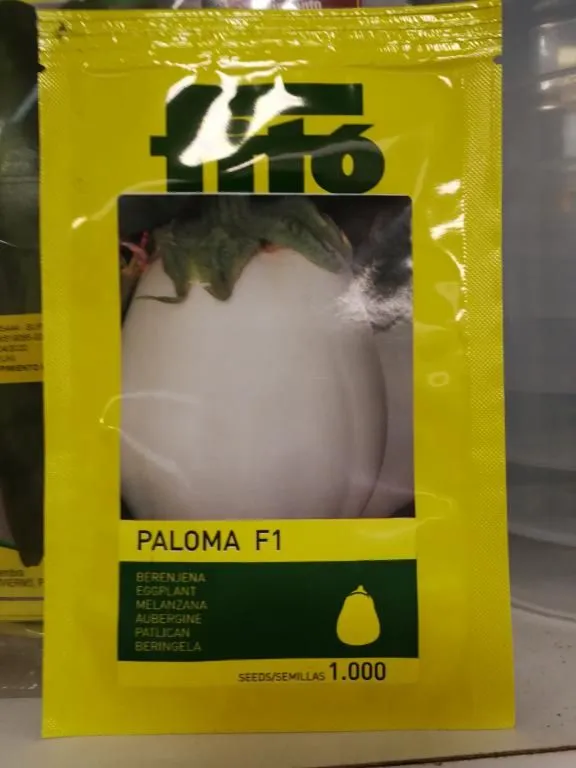 fitó
PALOMA F1
BERENJENA
EGGPLANT
MELANZANA
AUBERGINE
PATLICAN
BERINGELA
SEEDS/SEMILLAS 1.000